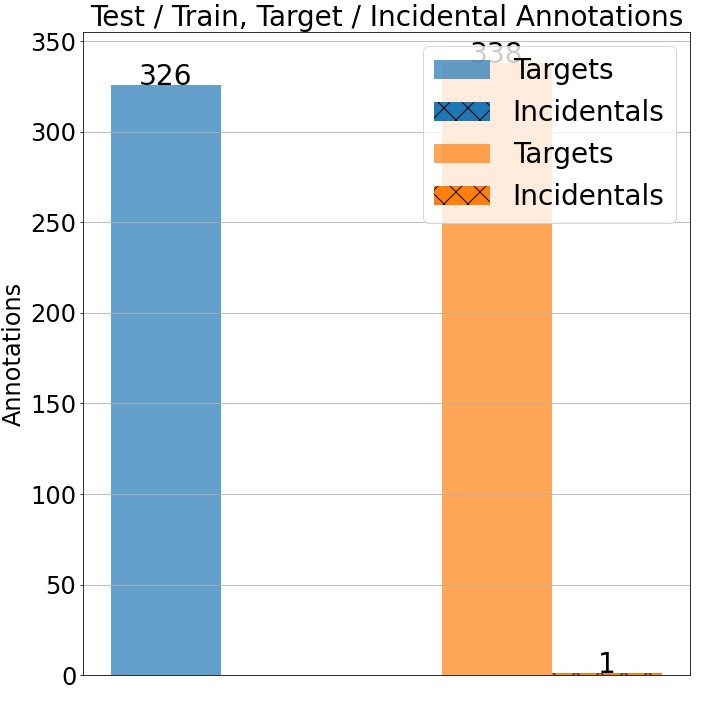 Test / Train, Target / Incidental Annotations
350
300
250
200
150
100
50
0
Annotations
326
338
1
Targets
Incidentals
Targets
Incidentals